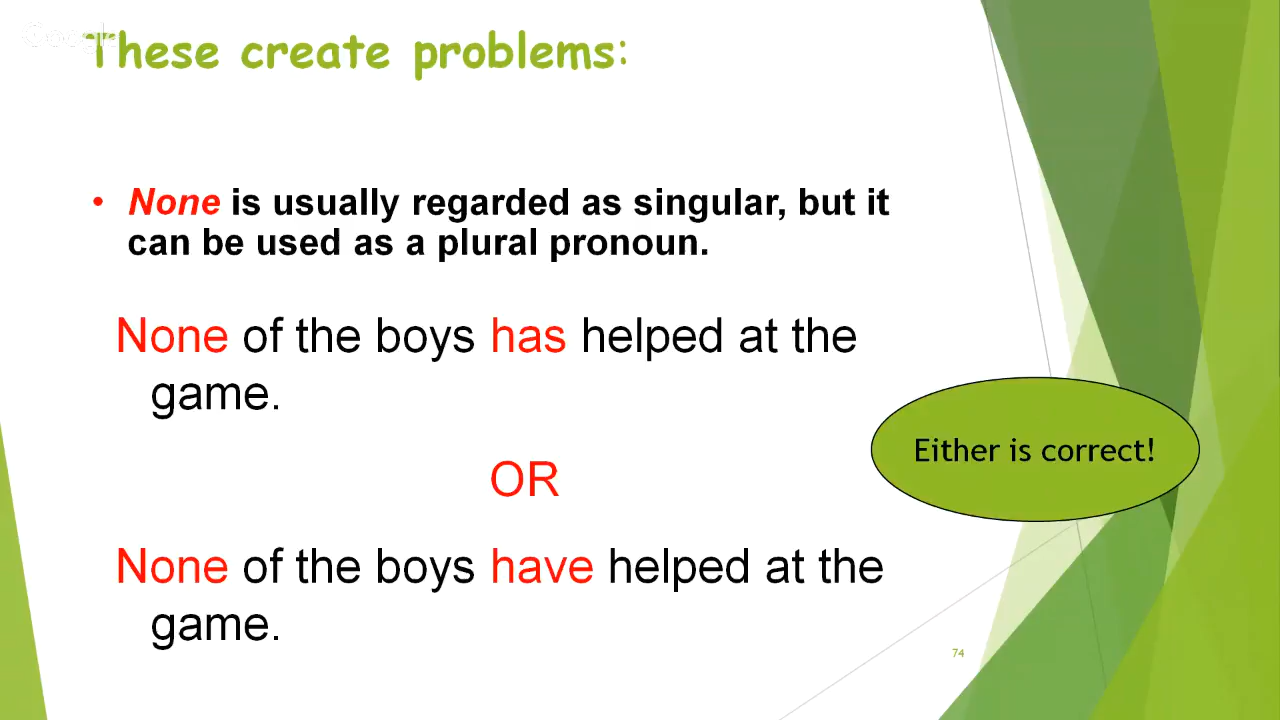 Google
These create problems:
• None is usually regarded as singular, but it
can be used as a plural pronoun.
None of the boys has helped at the
game.
Either is correct!
OR
None of the boys have helped at the
game.
74